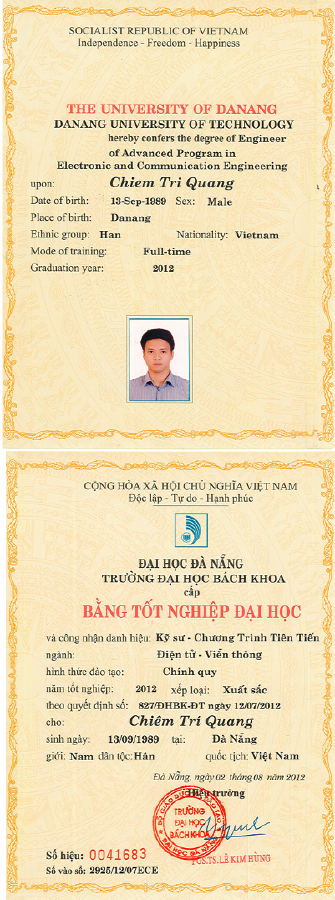 SOCIALIST REPUBLIC OF VIETNAM
Independence - Freedom - Happiness
THE UNIVERSITY OF DANANG
DANANG UNIVERSITY OF TECHNOLOGY
hereby confers the degree of Engineer
of Advanced Program in
Electronic and Communication Engineering
upon: Chiem Tri Quang
Date of birth: 13-Sep-1989 Sex: Male
Place of birth: Danang
Ethnic group: Han Nationality: Vietnam
Mode of training: Full-time
Graduation year: 2012
CỘNG HÒA XÃ HỘI CHỦ NGHĨA VIỆT NAM
Độc lập - Tự do - Hạnh phúc
ĐẠI HỌC ĐÀ NẴNG
TRƯỜNG ĐẠI HỌC BÁCH KHOA
cấp
BẰNG TỐT NGHIỆP ĐẠI HỌC
và công nhận danh hiệu: Kỹ sư - Chương Trình Tiên Tiến
ngành: Điện tử - Viễn thông
hình thức đào tạo: Chính quy
năm tốt nghiệp: 2012 xếp loại: Xuất sắc
theo quyết định số: 827/ĐHBK-ĐT ngày 12/07/2012
cho: Chiêm Trí Quang
sinh ngày: 13/09/1989 tại: Đà Nẵng
giới: Nam dân tộc: Hán quốc tịch: Việt Nam
Đà Nẵng, ngày 02 tháng 08 năm 2012
Hiệu trưởng
TRƯỜNG
ĐẠI HỌC
BÁCH KHOA
PGS.TS.LÊ KIM HÙNG
Số hiệu: 0041683
Số vào sổ: 2925/12/07ECE